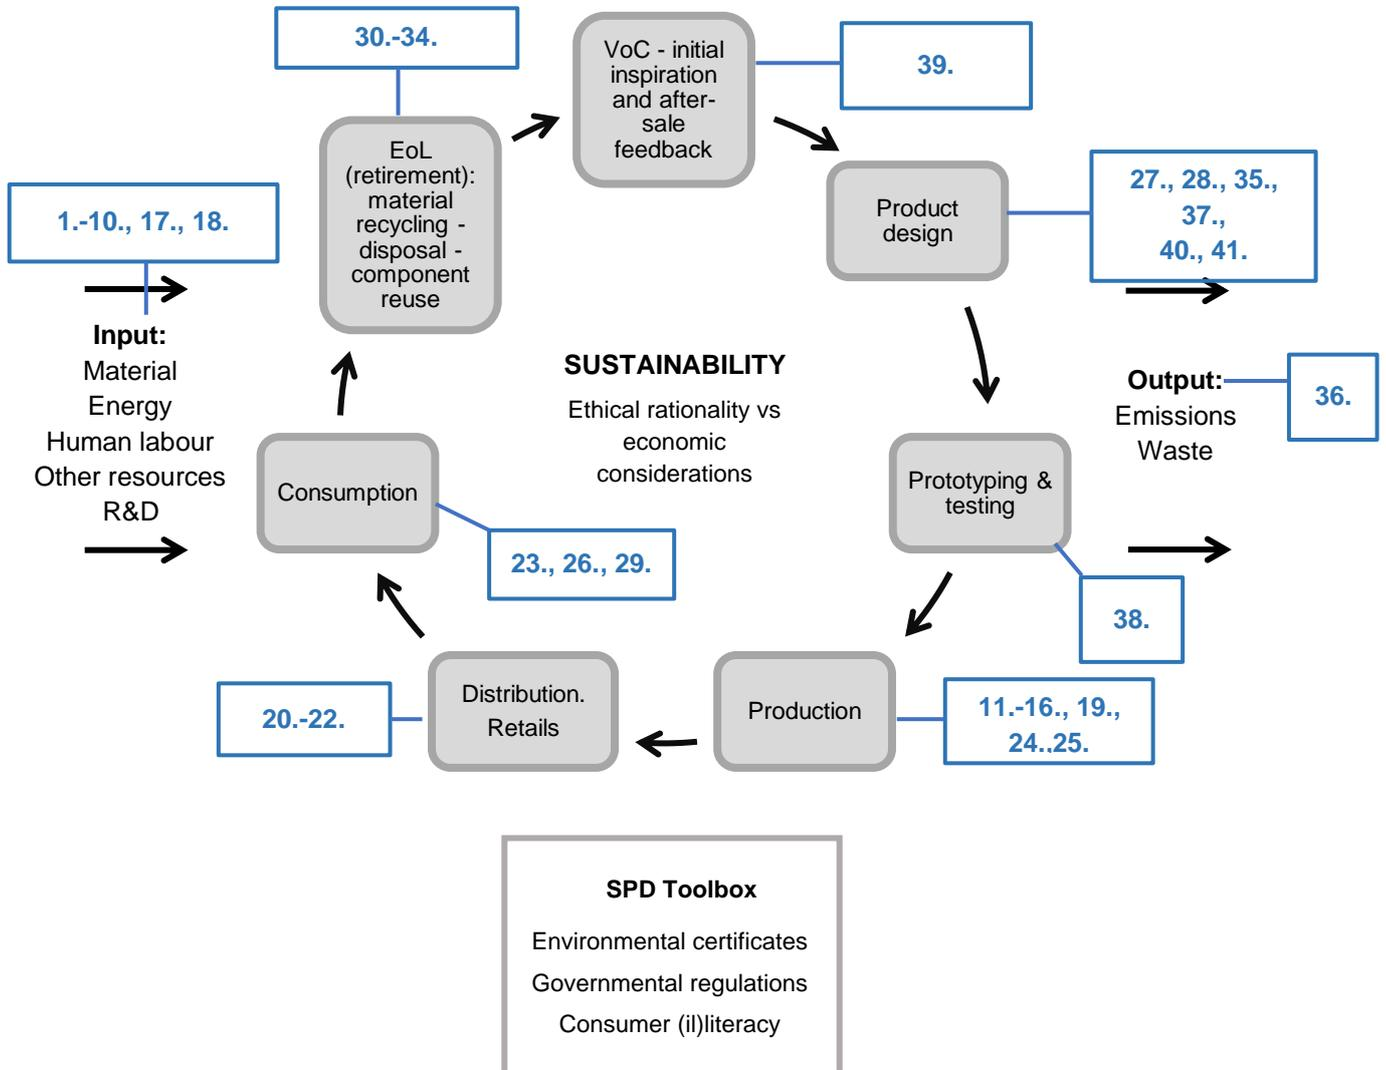 30.-34.
VoC - initial
inspiration
and after-
sale
feedback
39.
EoL
(retirement):
material
recycling -
disposal -
component
reuse
1.-10., 17., 18.
Product
design
27., 28., 35.,
37.,
40., 41.
Input:
Material
Energy
Human labour
Other resources
R&D
SUSTAINABILITY
Ethical rationality vs
economic
considerations
Output:
Emissions
Waste
36.
Consumption
23., 26., 29.
Prototyping &
testing
38.
20.-22.
Distribution.
Retails
Production
11.-16., 19.,
24.,25.
SPD Toolbox
Environmental certificates
Governmental regulations
Consumer (il)literacy